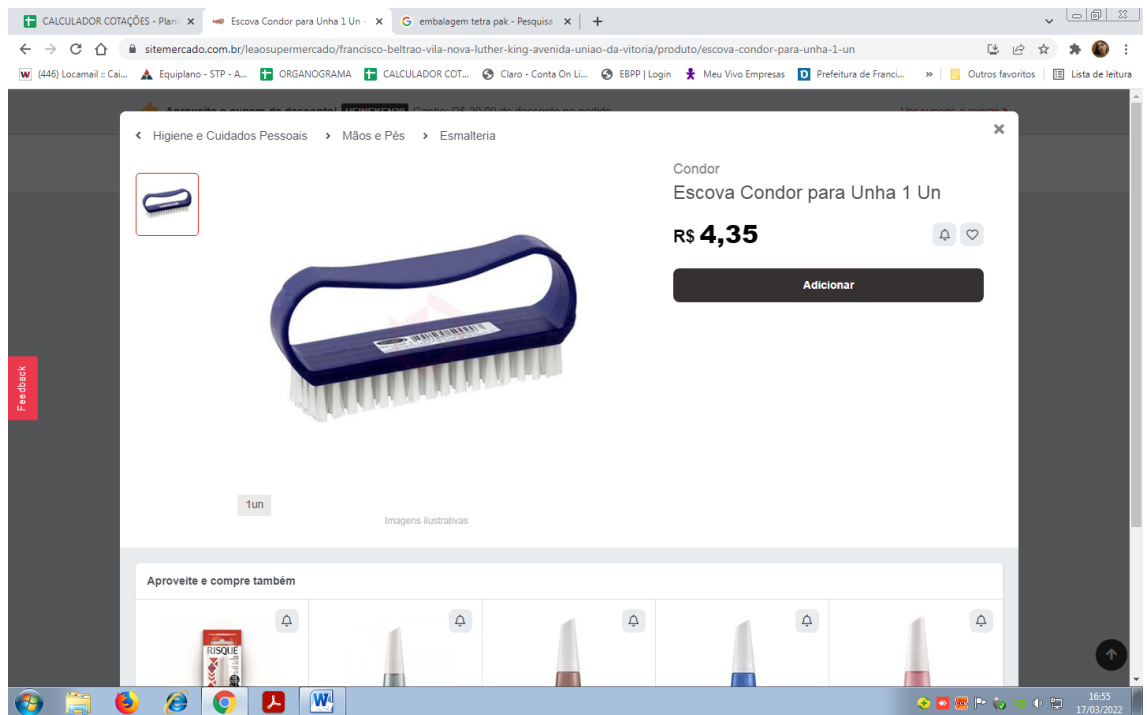 CALCULADOR COTAÇÕES - Plani
Escova Condor para Unha 1 Un -
embalagem tetra pak - Pesquisa
sitemercado.com.br/leaosupermercado/francisco-beltrao-vila-nova-luther-king-avenida-uniao-da-vitoria/produto/escova-condor-para-unha-1-un
(446) Locamail :: Cai...
Equiplano - STP - A...
ORGANOGRAMA
CALCULADOR COT...
Claro - Conta On Li...
EBPP | Login
Meu Vivo Empresas
Prefeitura de Franci...
Outros favoritos
Lista de leitura
Higiene e Cuidados Pessoais
Mãos e Pés
Esmalteria
Condor
Escova Condor para Unha 1 Un
R$ 4,35
Adicionar
Feedback
1un
Imagens ilustrativas
Aproveite e compre também
RISQUÉ
16:55
17/03/2022